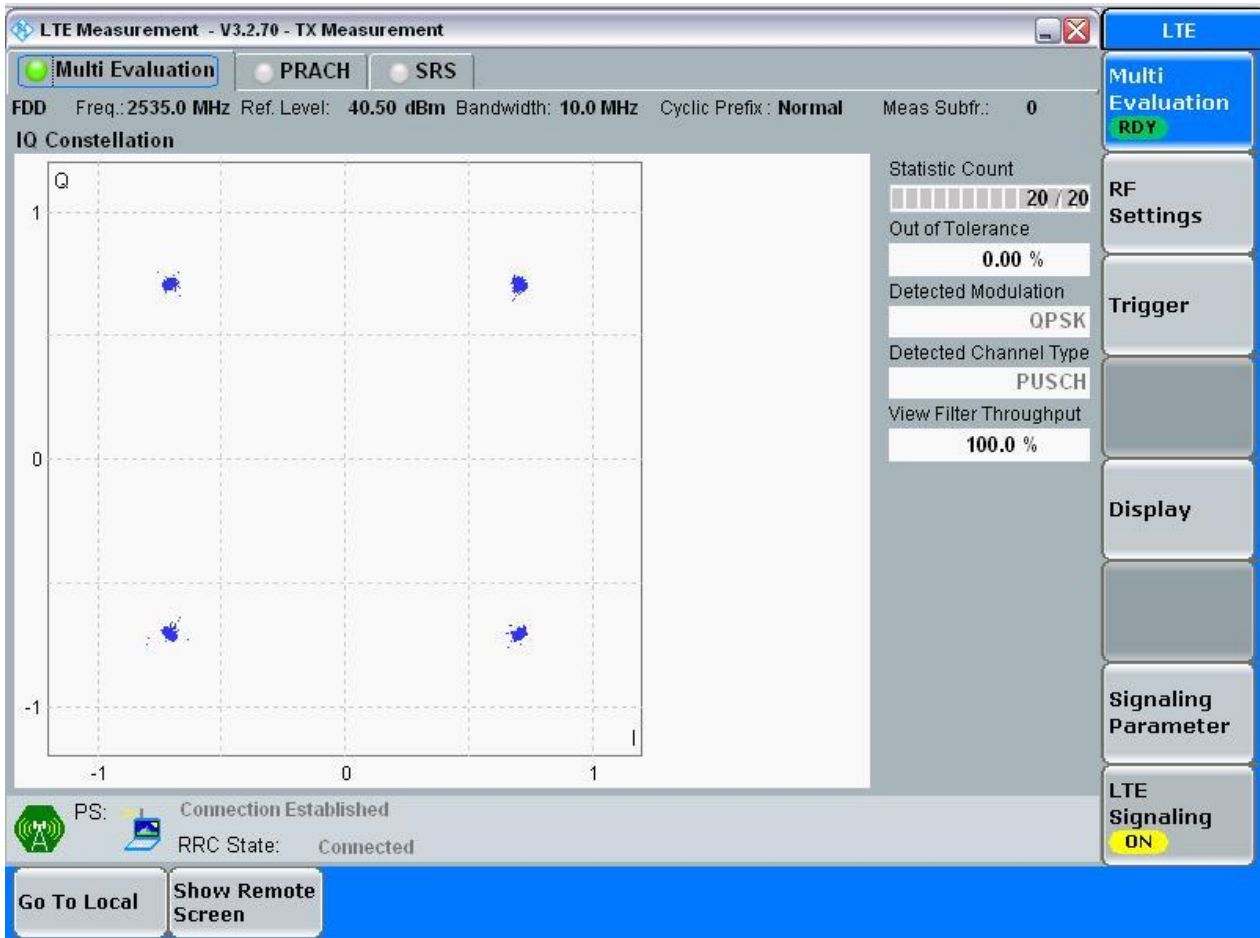 LTE Measurement - V3.2.70 - TX Measurement
Multi Evaluation PRACH SRS
FDD Freq.: 2535.0 MHz Ref. Level: 40.50 dBm Bandwidth: 10.0 MHz Cyclic Prefix : Normal Meas Subfr.: 0
IQ Constellation
Q
1
0
-1
I
-1 0 1
Statistic Count
20 / 20
Out of Tolerance
0.00 %
Detected Modulation
QPSK
Detected Channel Type
PUSCH
View Filter Throughput
100.0 %
PS: Connection Established
RRC State: Connected
LTE
Multi
Evaluation
RDY
RF
Settings
Trigger
Display
Signaling
Parameter
LTE
Signaling
ON
Go To Local
Show Remote
Screen